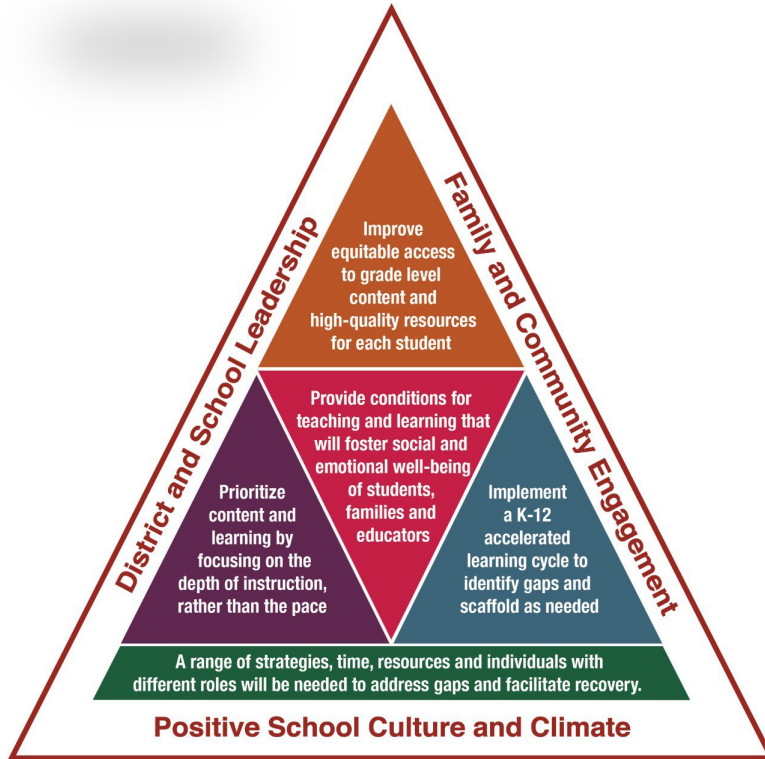 District and School Leadership
Family and Community Engagement
Improve
equitable access
to grade level
content and
high-quality resources
for each student
Provide conditions for
teaching and learning that
will foster social and
emotional well-being
of students,
families and
educators
Prioritize
content and
learning by
focusing on the
depth of instruction,
rather than the pace
Implement
a K-12
accelerated
learning cycle to
identify gaps and
scaffold as needed
A range of strategies, time, resources and individuals with
different roles will be needed to address gaps and facilitate recovery.
Positive School Culture and Climate